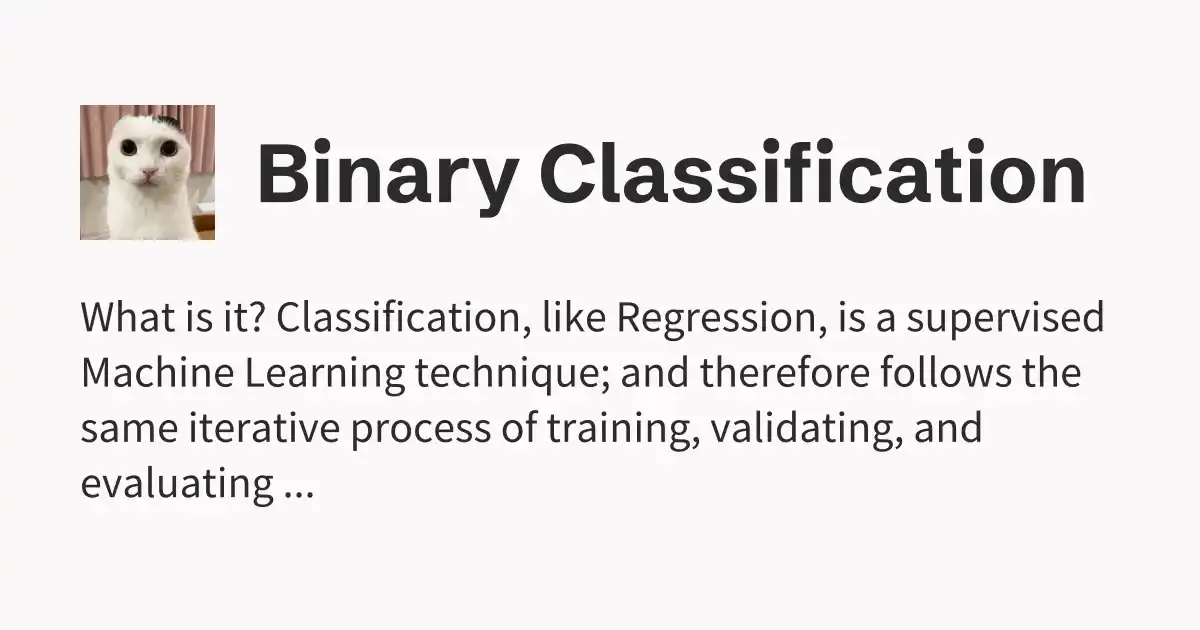 Binary Classification
What is it? Classification, like Regression, is a supervised
Machine Learning technique; and therefore follows the
same iterative process of training, validating, and
evaluating ...